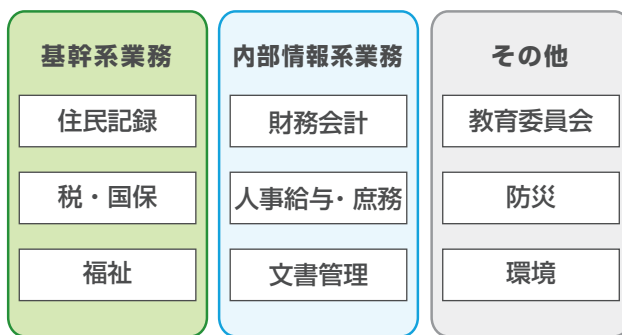 基幹系業務
住民記録
税・国保
福祉
内部情報系業務
財務会計
人事給与・庶務
文書管理
その他
教育委員会
防災
環境